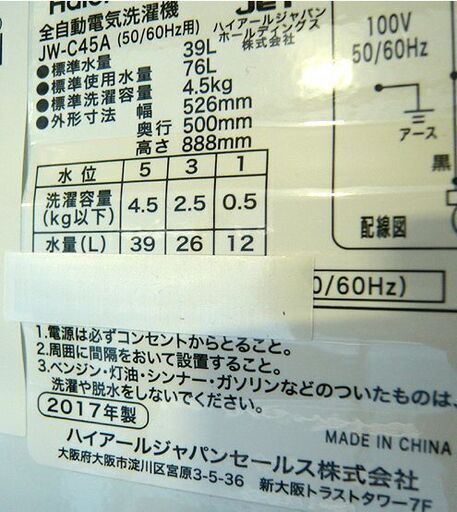 全自動電気洗濯機
JW-C45A (50/60Hz用)
ハイアールジャパン
ホールディングス
株式会社
●標準水量 39L
●標準使用水量 76L
●標準洗濯容量 4.5kg
●外形寸法 幅 526mm
奥行 500mm
高さ 888mm
100V
50/60Hz
アース
黒
配線図
水位 5 3 1
洗濯容量(kg以下) 4.5 2.5 0.5
水量(L) 39 26 12
0/60Hz)
1.電源は必ずコンセントからとること。
2.周囲に間隔をおいて設置すること。
3.ベンジン・灯油・シンナー・ガソリンなどのついたものは、
洗濯や脱水をしないでください。
2017年製
MADE IN CHINA
ハイアールジャパンセールス株式会社
大阪府大阪市淀川区宮原3-5-36 新大阪トラストタワー7F